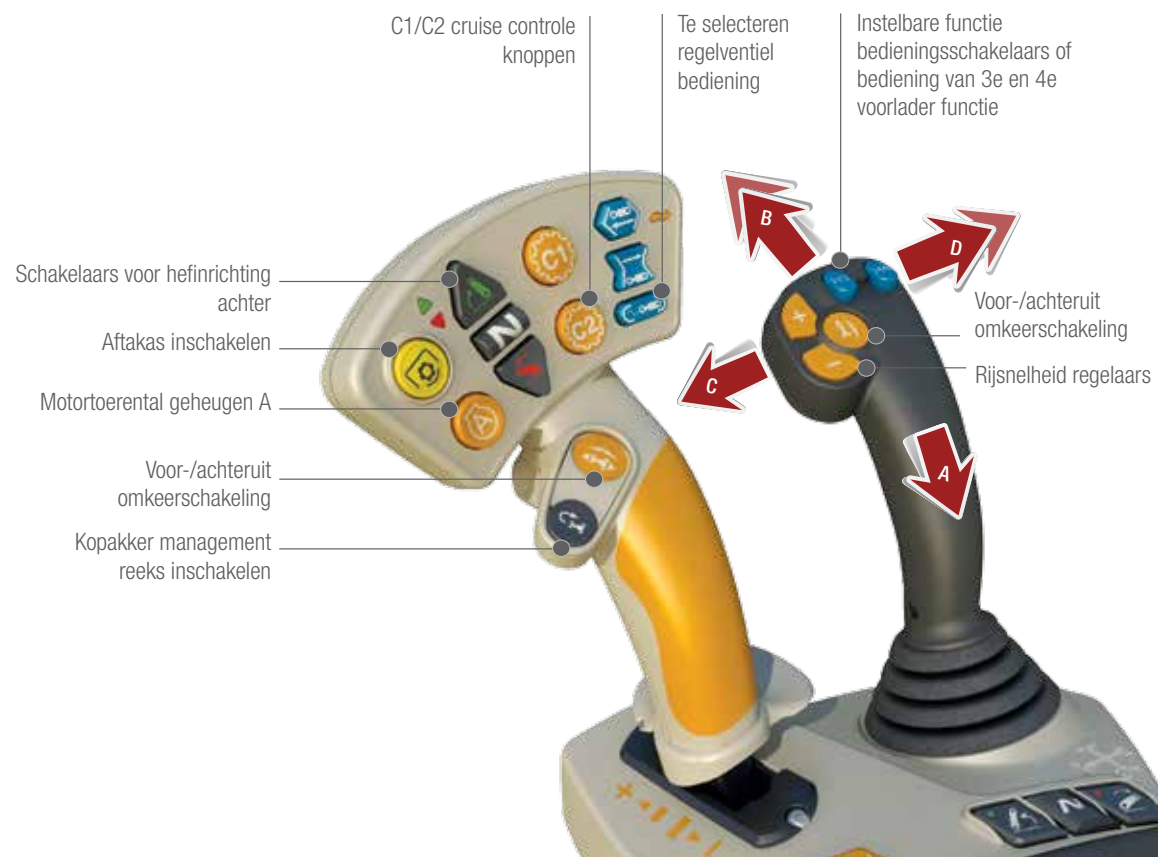 C1/C2 cruise controle
knoppen
Te selecteren
regelventiel
bediening
Instelbare functie
bedieningsschakelaars of
bediening van 3e en 4e
voorlader functie
Schakelaars voor hefinrichting
achter
Aftakas inschakelen
Motortoerental geheugen A
Voor-/achteruit
omkeerschakeling
Kopakker management
reeks inschakelen
Voor-/achteruit
omkeerschakeling
Rijsnelheid regelaars
B
D
C
A
C1
C2
N
A
+
–
N
+
–